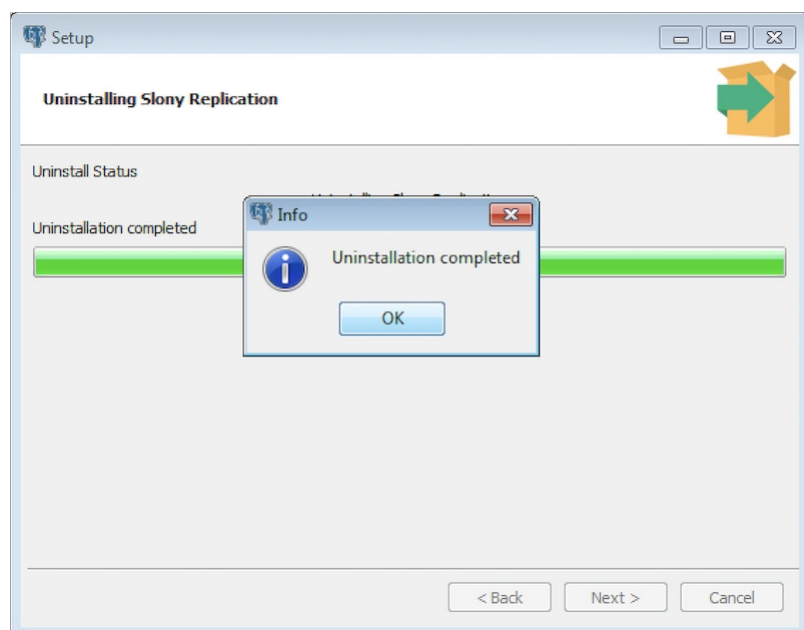 Setup
Uninstalling Slony Replication
Uninstall Status
Uninstallation completed
Info
Uninstallation completed
OK
< Back
Next >
Cancel